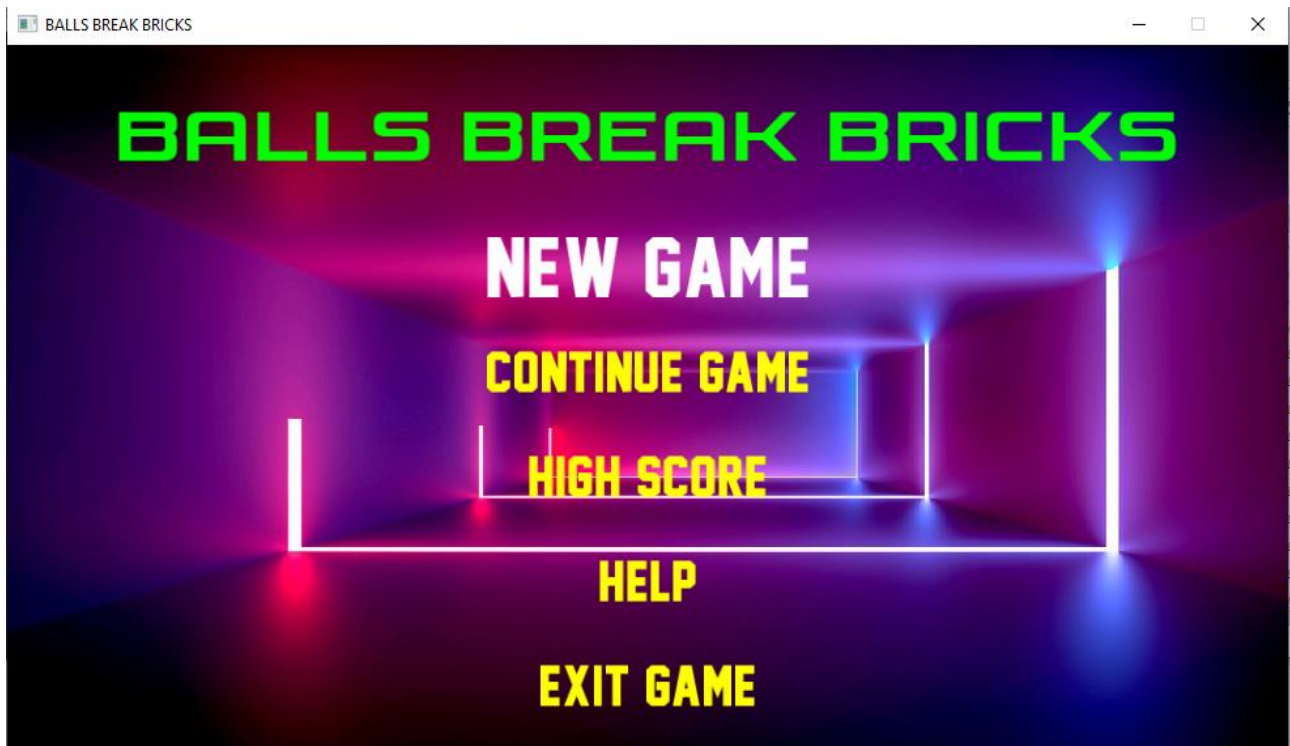 BALLS BREAK BRICKS
BALLS BREAK BRICKS
NEW GAME
CONTINUE GAME
HIGH SCORE
HELP
EXIT GAME